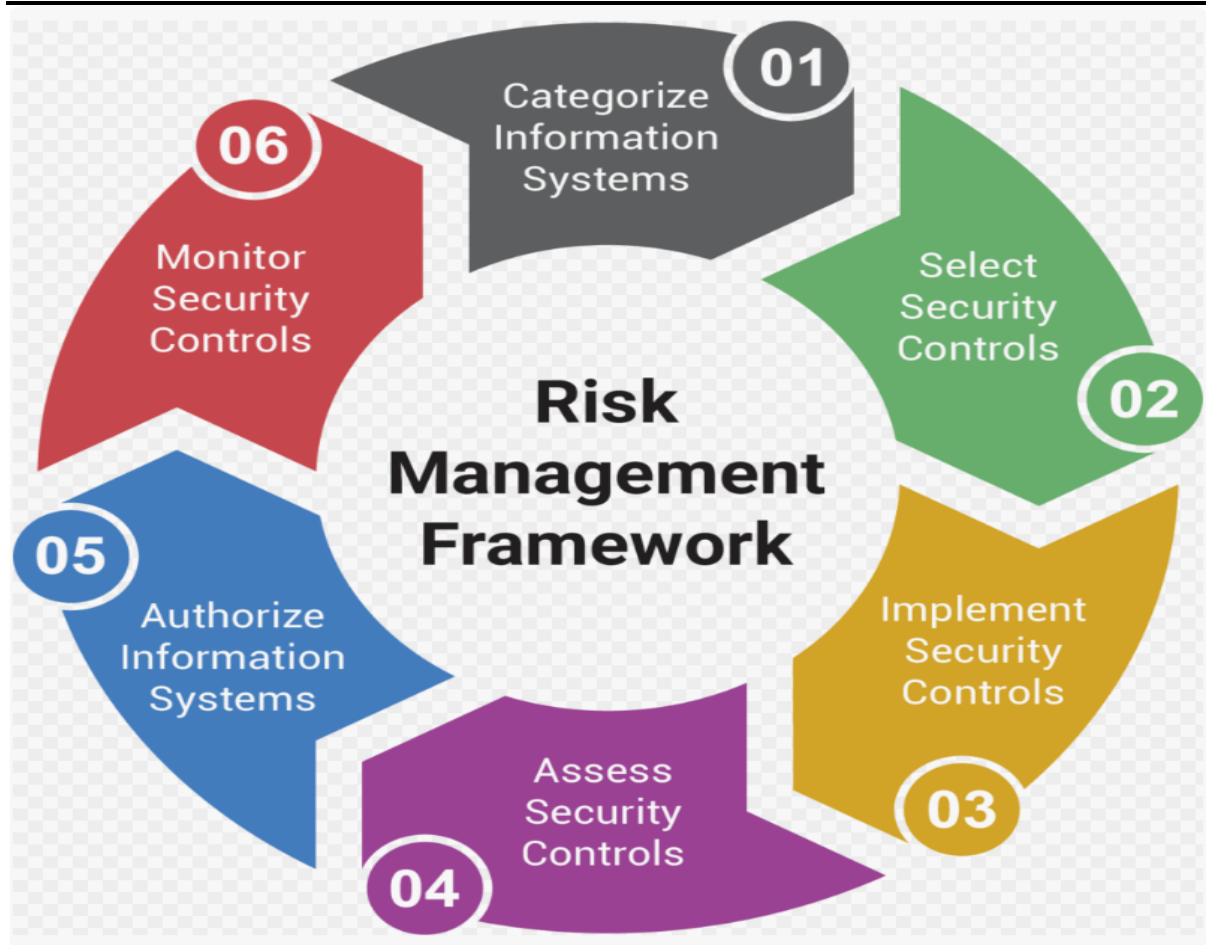 Risk
Management
Framework
01
Categorize
Information
Systems
02
Select
Security
Controls
03
Implement
Security
Controls
04
Assess
Security
Controls
05
Authorize
Information
Systems
06
Monitor
Security
Controls